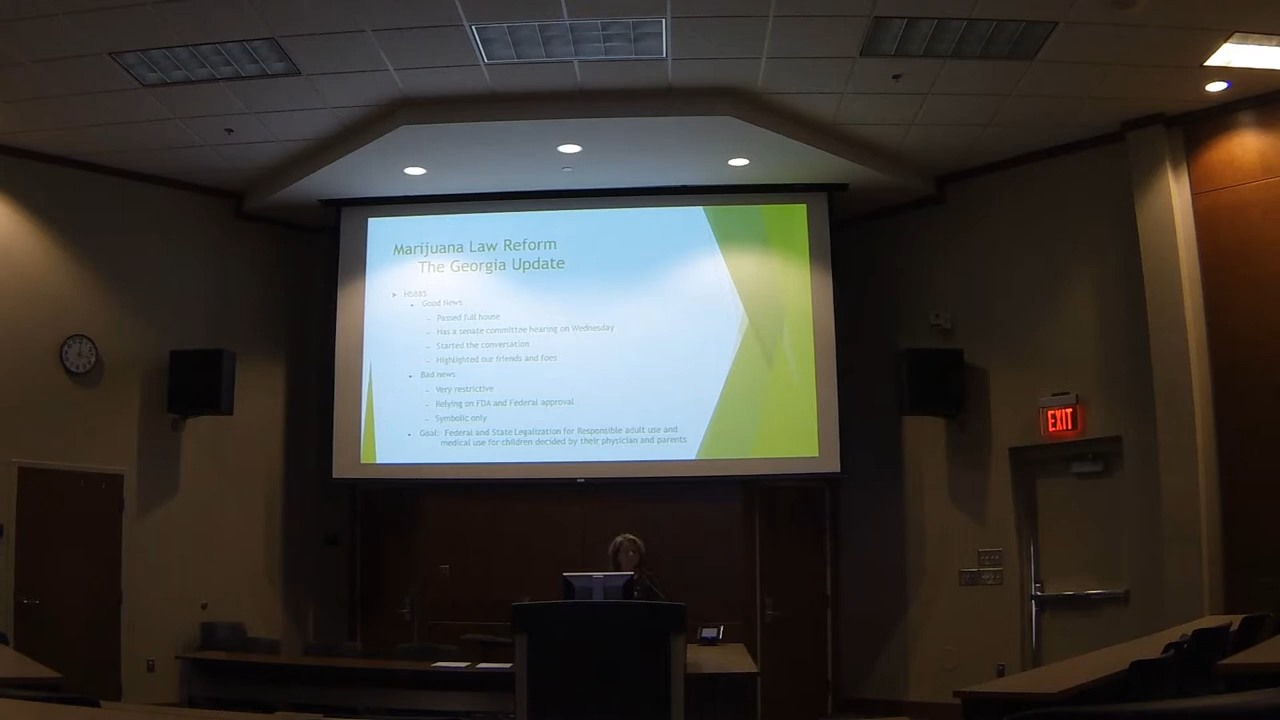 Marijuana Law Reform
The Georgia Update
HB885
Good News
Passed full house
Has a senate committee hearing on Wednesday
Started the conversation
Highlighted our friends and foes
Bad news
Very restrictive
Relying on FDA and Federal approval
Symbolic only
Goal: Federal and State Legalization for Responsible adult use and
medical use for children decided by their physician and parents
EXIT